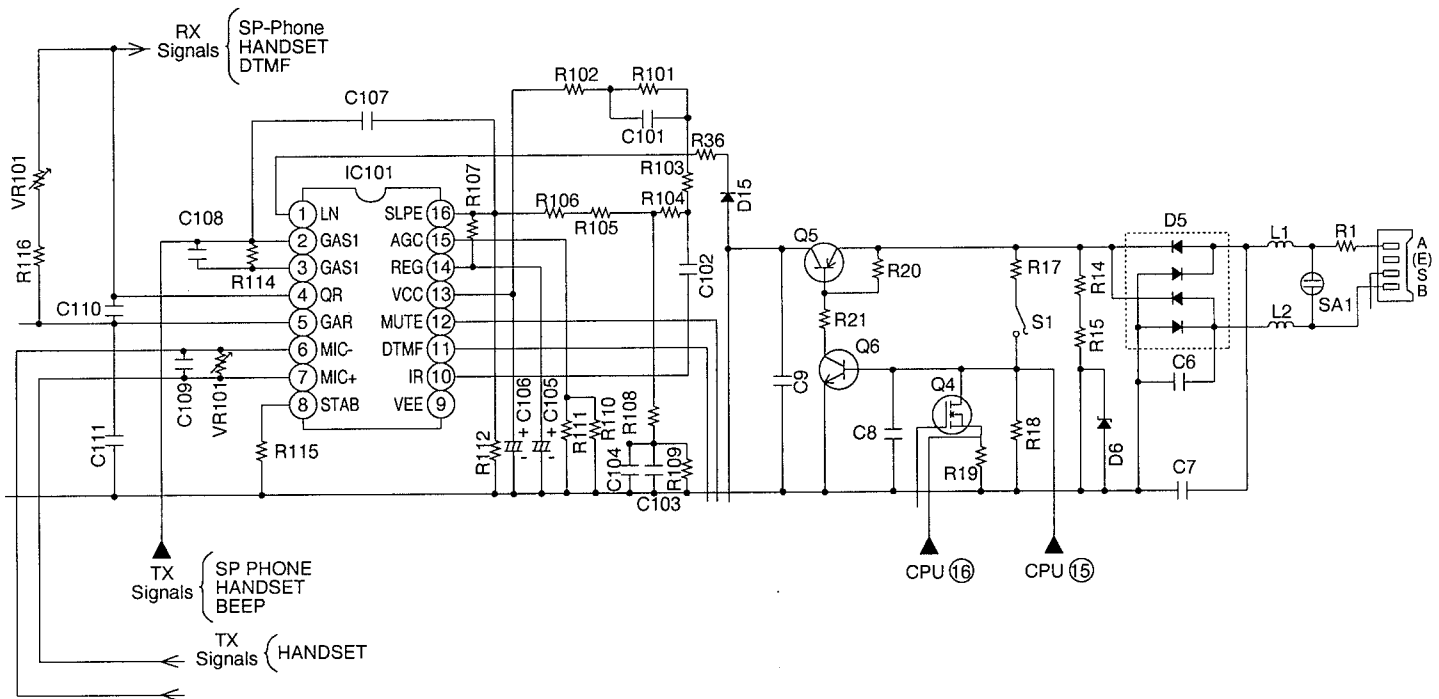 RX
Signals
SP-Phone
HANDSET
DTMF
R102
R101
C107
C101
R36
VR101
IC101
R107
R103
D15
C108
1 LN
SLPE 16
R106
R105
R104
2 GAS1
AGC 15
3 GAS1
REG 14
R116
R114
C102
4 QR
VCC 13
C110
5 GAR
MUTE 12
6 MIC-
DTMF 11
7 MIC+
IR 10
8 STAB
VEE 9
C109
VR101
C111
R115
R112
+ C106 -
+ C105 -
R111
R110
R108
C104
C103
R109
Q5
R20
R21
Q6
C9
C8
Q4
R19
R17
S1
R18
R14
R15
D6
D5
C6
C7
L1
L2
R1
SA1
A
(E)
S
B
CPU 16
CPU 15
TX
Signals
SP PHONE
HANDSET
BEEP
TX
Signals
HANDSET